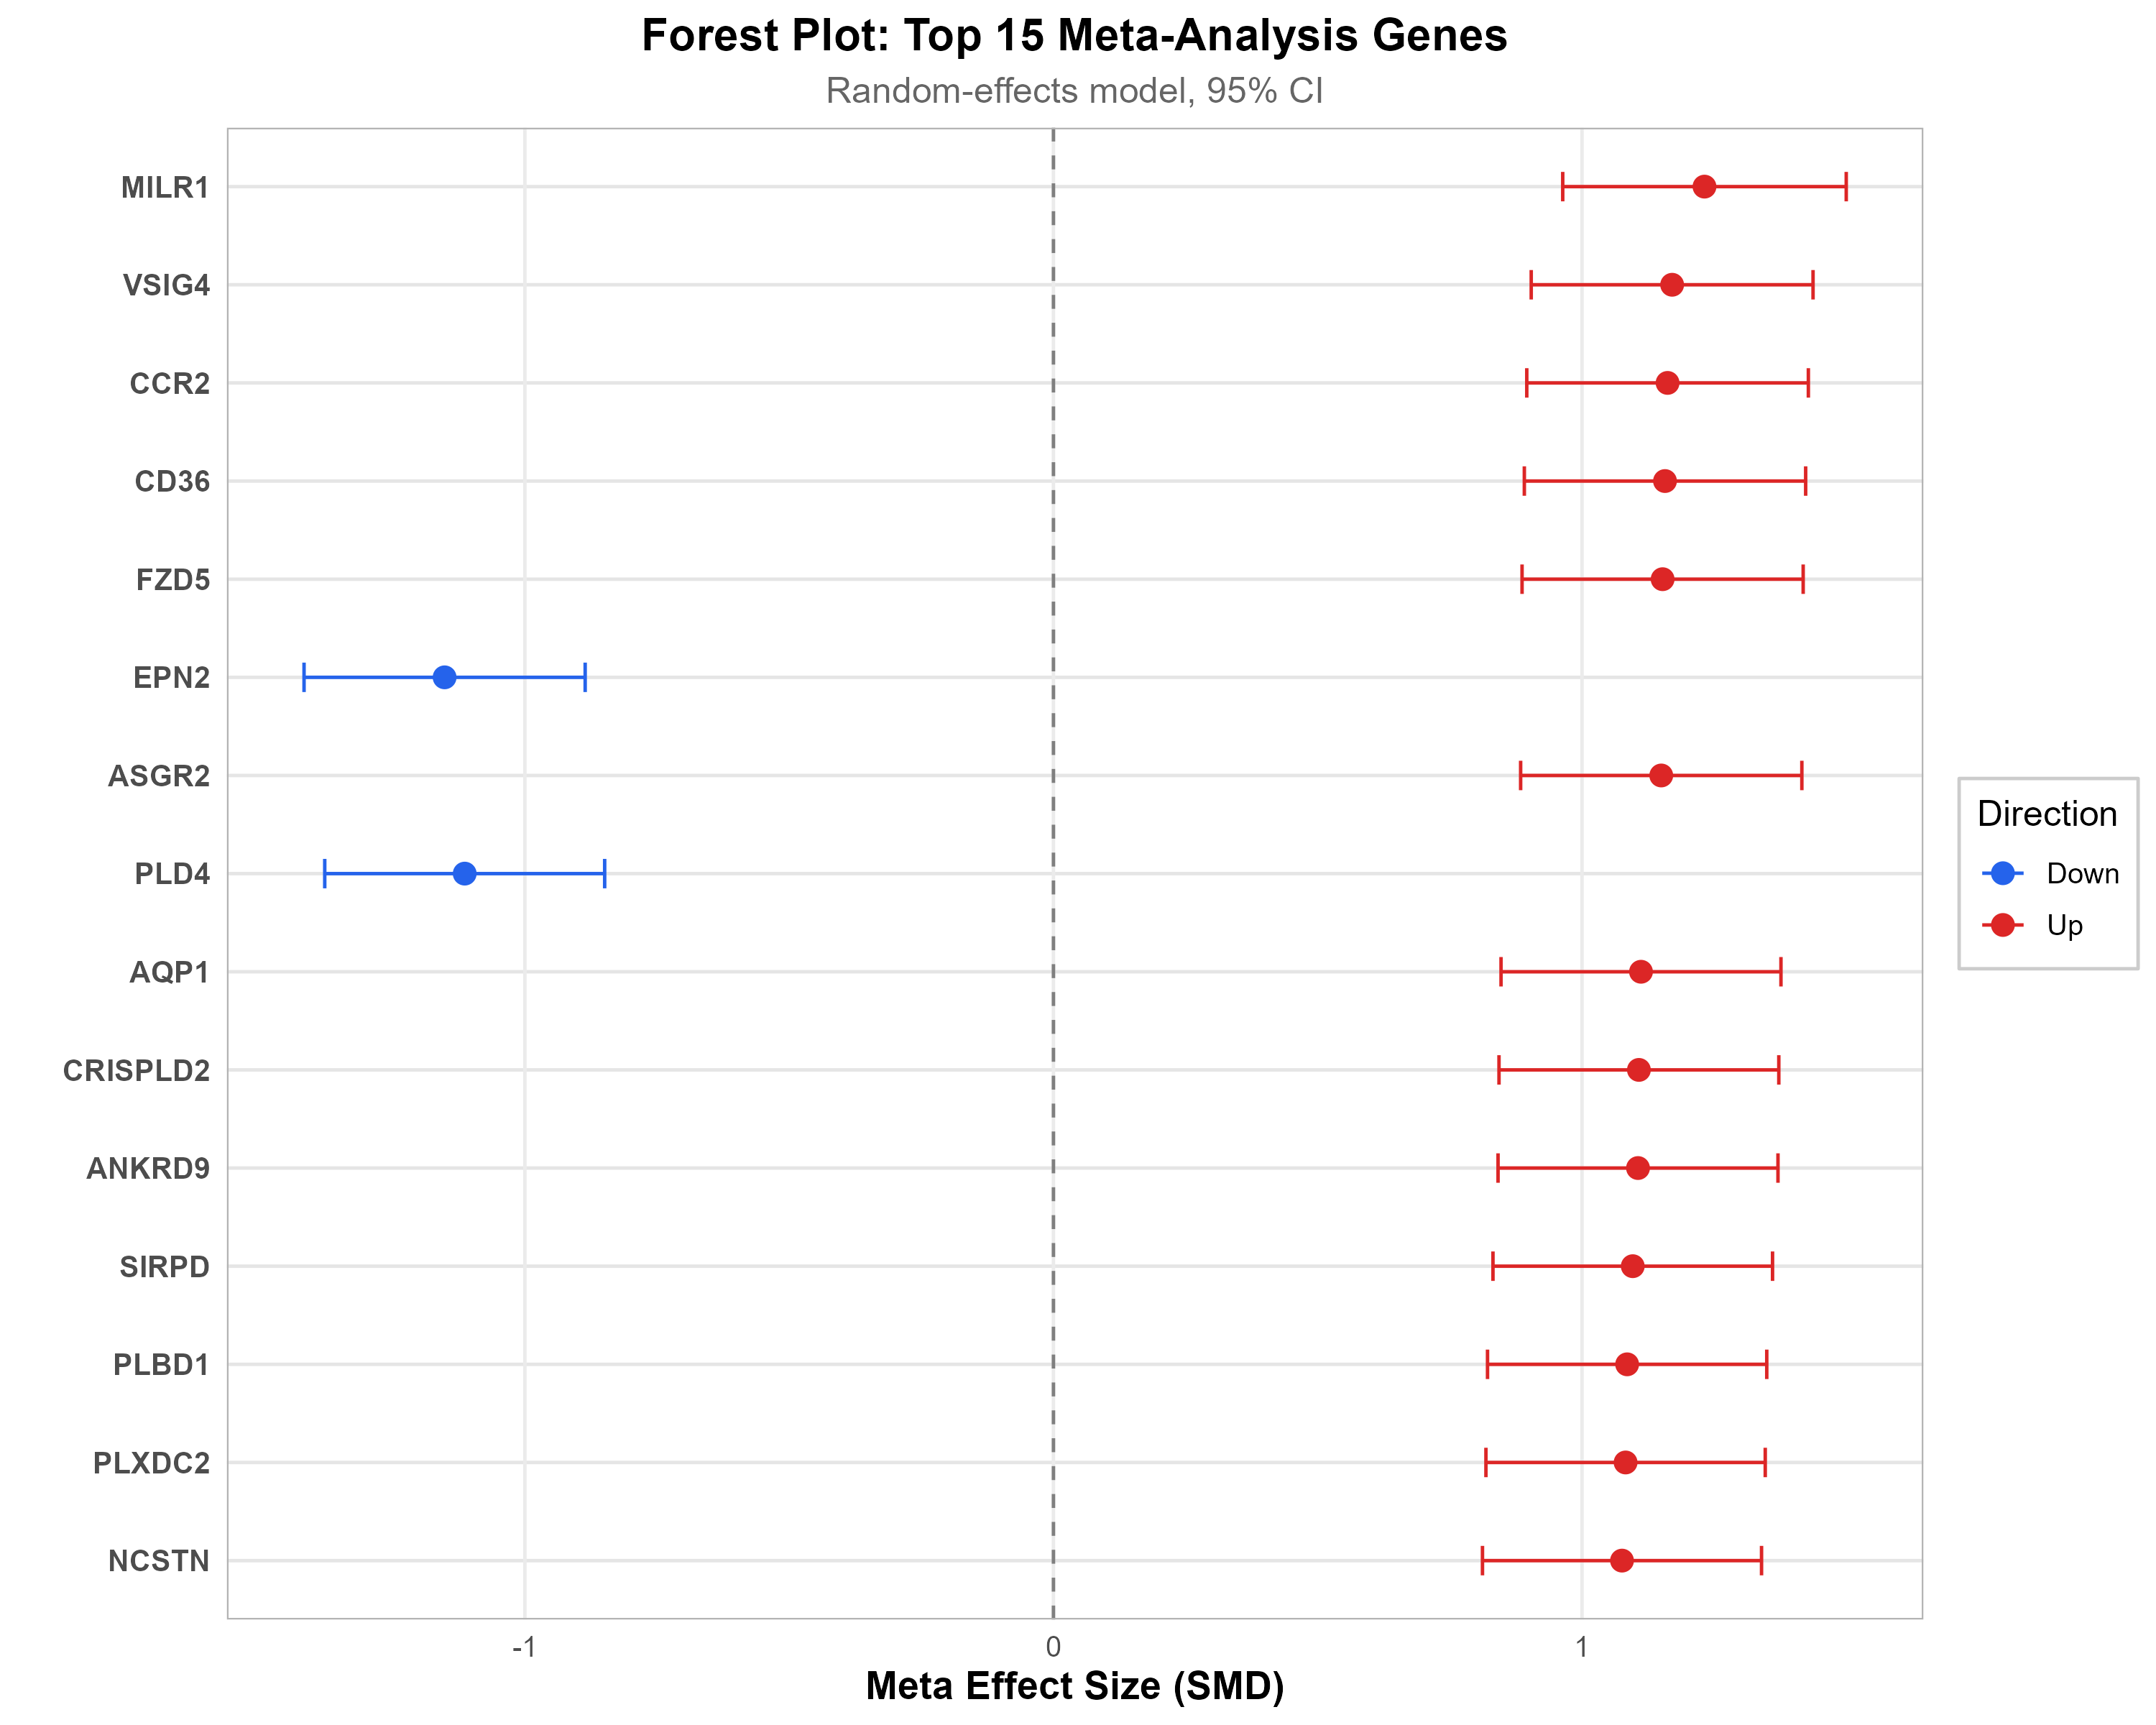 Forest Plot: Top 15 Meta-Analysis Genes
Random-effects model, 95% CI
MILR1
VSIG4
CCR2
CD36
FZD5
EPN2
ASGR2
PLD4
AQP1
CRISPLD2
ANKRD9
SIRPD
PLBD1
PLXDC2
NCSTN
-1 0 1
Meta Effect Size (SMD)
Direction
Down
Up